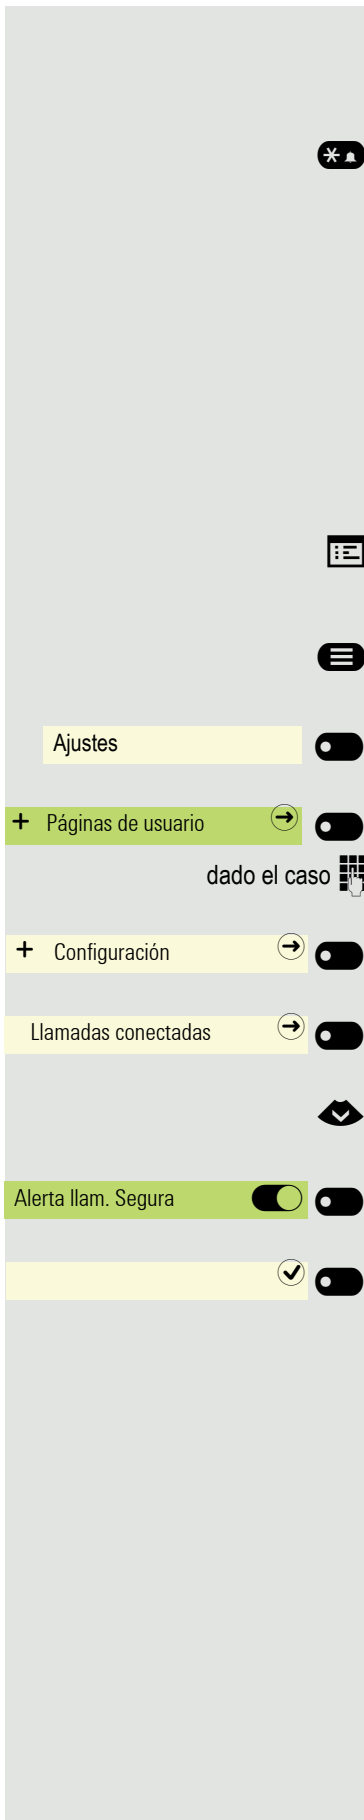 Ajustes
+ Páginas de usuario
dado el caso
+ Configuración
Llamadas conectadas
Alerta llam. Segura